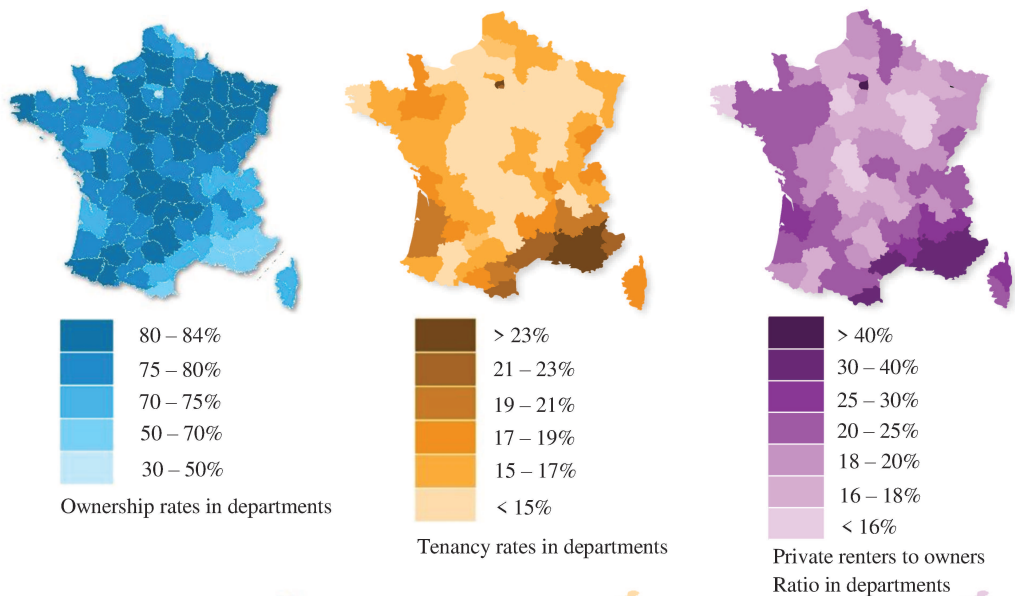 80 – 84%
75 – 80%
70 – 75%
50 – 70%
30 – 50%
Ownership rates in departments
> 23%
21 – 23%
19 – 21%
17 – 19%
15 – 17%
< 15%
Tenancy rates in departments
> 40%
30 – 40%
25 – 30%
20 – 25%
18 – 20%
16 – 18%
< 16%
Private renters to owners
Ratio in departments